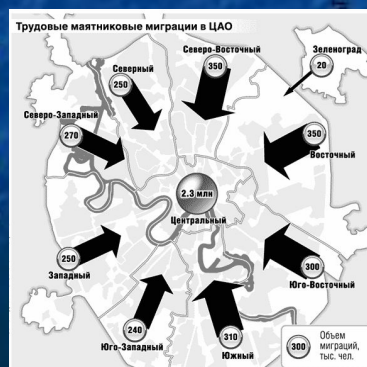 Трудовые маятниковые миграции в ЦАО
Северо-Восточный
350
Зеленоград
20
Северный
250
Северо-Западный
270
350
Восточный
2.3 млн
Центральный
250
Западный
300
Юго-Восточный
240
Юго-Западный
310
Южный
300
Объем
миграций,
тыс. чел.